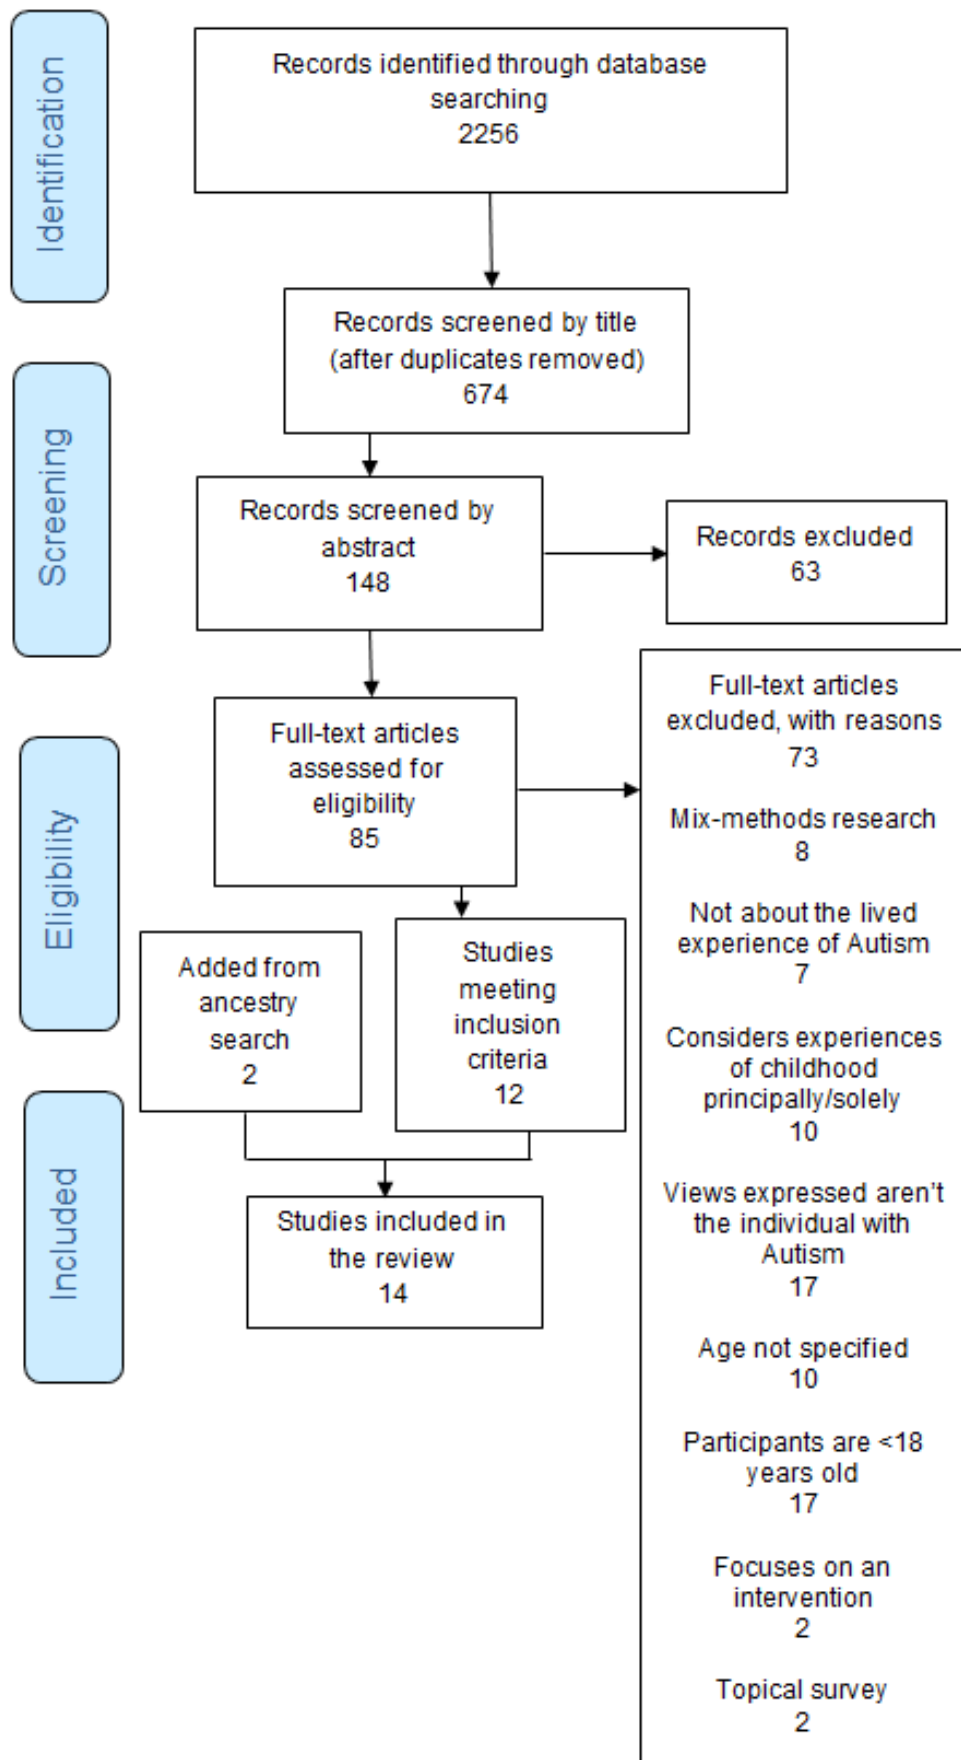 Identification
Records identified through database
searching
2256
Records screened by title
(after duplicates removed)
674
Screening
Records screened by
abstract
148
Records excluded
63
Eligibility
Full-text articles
assessed for
eligibility
85
Full-text articles
excluded, with reasons
73
Mix-methods research
8
Not about the lived
experience of Autism
7
Considers experiences
of childhood
principally/solely
10
Views expressed aren't
the individual with
Autism
17
Age not specified
10
Participants are <18
years old
17
Focuses on an
intervention
2
Topical survey
2
Added from
ancestry
search
2
Studies
meeting
inclusion
criteria
12
Included
Studies included in
the review
14